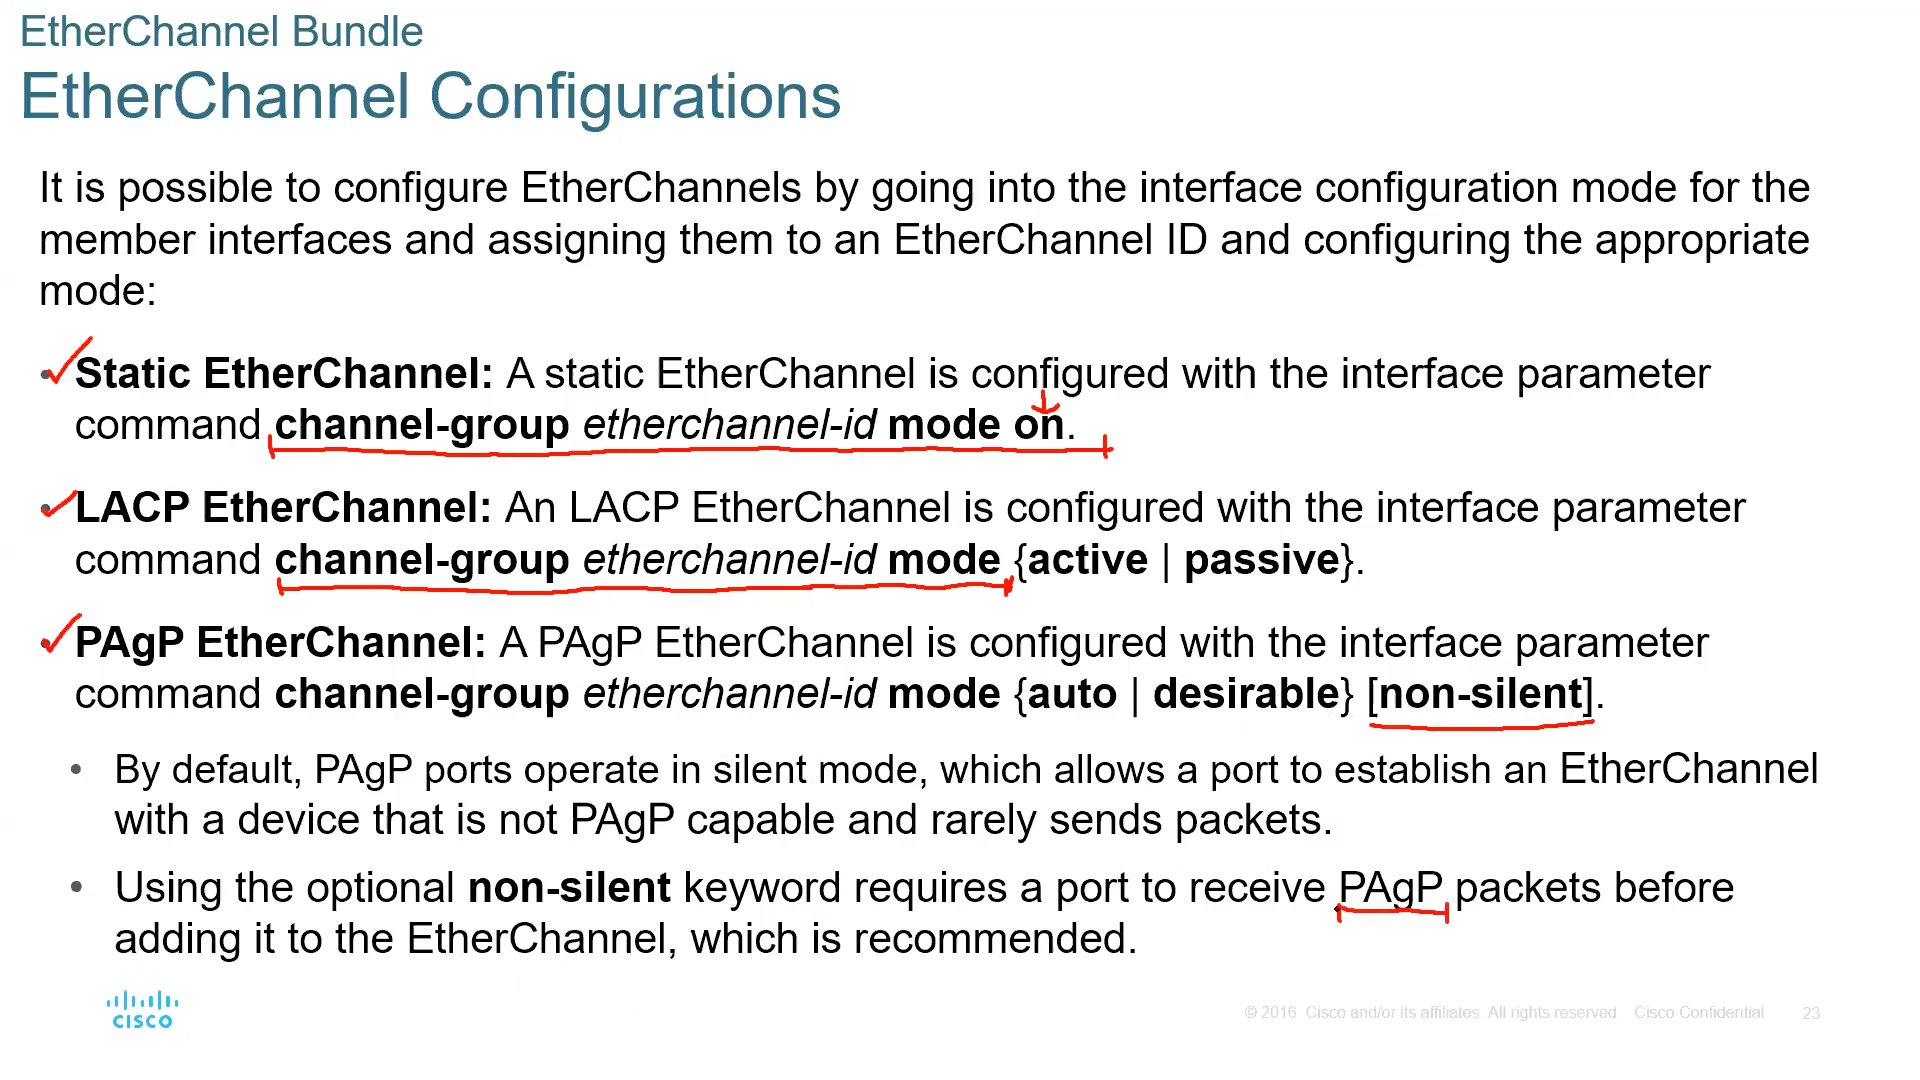 EtherChannel Bundle
EtherChannel Configurations
It is possible to configure EtherChannels by going into the interface configuration mode for the
member interfaces and assigning them to an EtherChannel ID and configuring the appropriate
mode:
• Static EtherChannel: A static EtherChannel is configured with the interface parameter
command channel-group etherchannel-id mode on.
• LACP EtherChannel: An LACP EtherChannel is configured with the interface parameter
command channel-group etherchannel-id mode {active | passive}.
• PAgP EtherChannel: A PAgP EtherChannel is configured with the interface parameter
command channel-group etherchannel-id mode {auto | desirable} [non-silent].
• By default, PAgP ports operate in silent mode, which allows a port to establish an EtherChannel
with a device that is not PAgP capable and rarely sends packets.
• Using the optional non-silent keyword requires a port to receive PAgP packets before
adding it to the EtherChannel, which is recommended.
CISCO
© 2016 Cisco and/or its affiliates. All rights reserved. Cisco Confidential 23